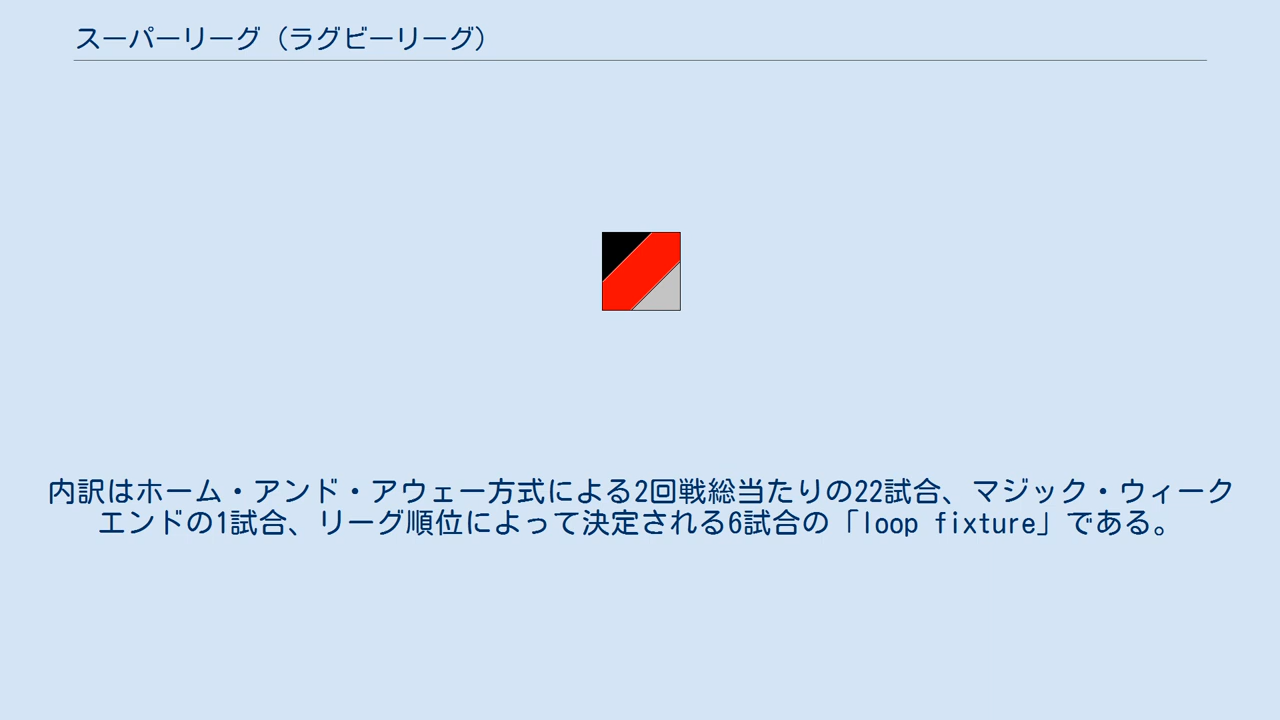 スーパーリーグ（ラグビーリーグ）
内訳はホーム・アンド・アウェー方式による2回戦総当たりの22試合、マジック・ウィーク
エンドの1試合、リーグ順位によって決定される6試合の「loop fixture」である。